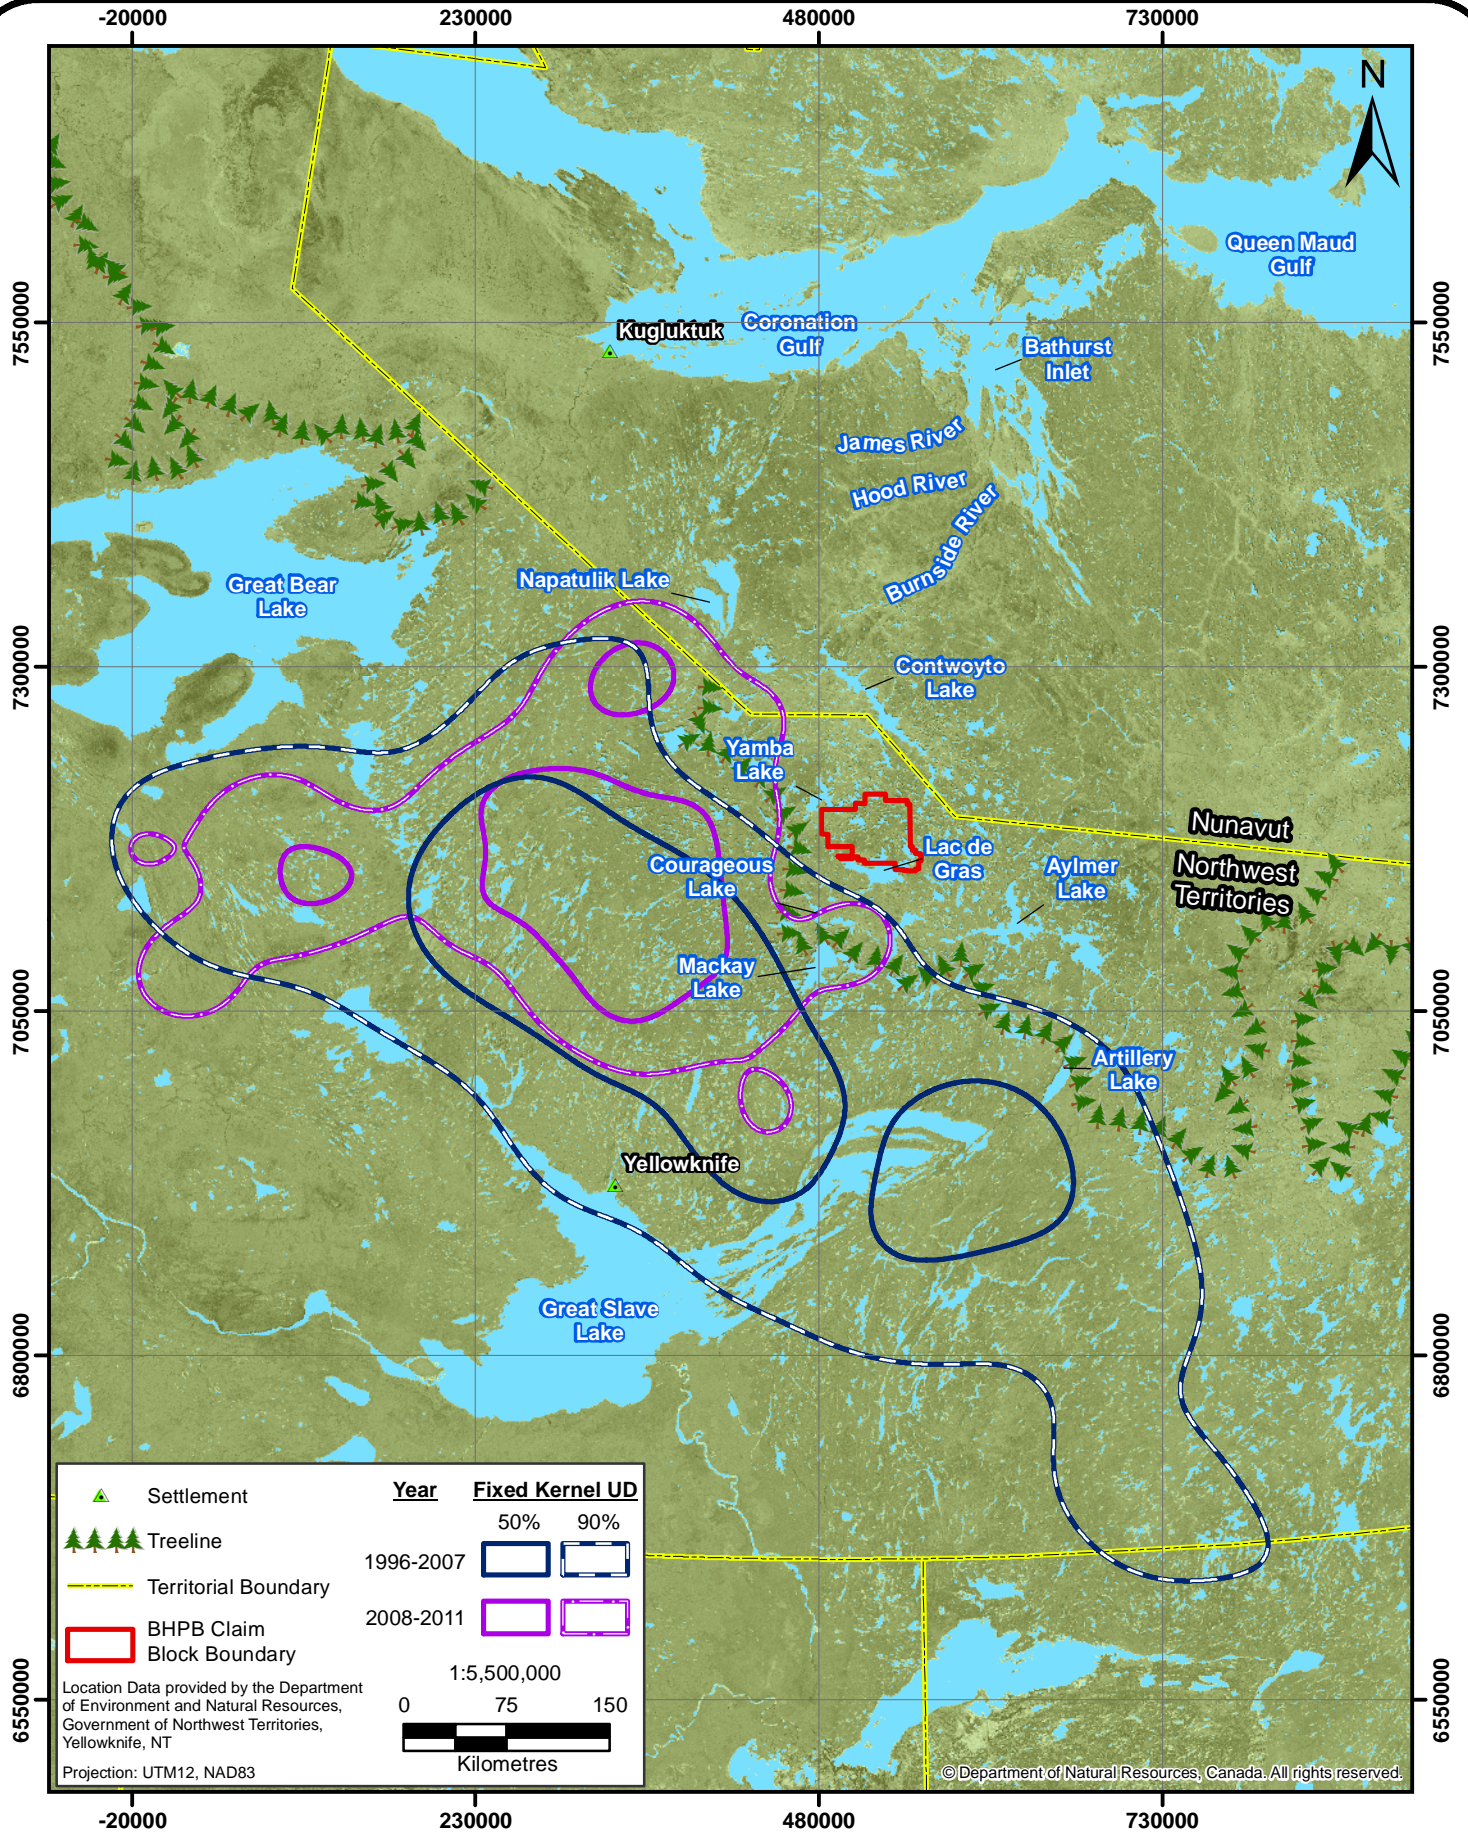 -20000 230000 480000 730000
N
Queen Maud
Gulf
7550000
7550000
Kugluktuk
Coronation
Gulf
Bathurst
Inlet
James River
Hood River
Burnside River
Napatulik Lake
Great Bear
Lake
7300000
7300000
Contwoyto
Lake
Yamba
Lake
Nunavut
Northwest
Territories
Lac de
Gras
Courageous
Lake
Aylmer
Lake
Mackay
Lake
7050000
7050000
Artillery
Lake
Yellowknife
Great Slave
Lake
6800000
6800000
Settlement
Treeline
Territorial Boundary
BHPB Claim
Block Boundary
Year Fixed Kernel UD
50% 90%
1996-2007
2008-2011
1:5,500,000
0 75 150
Kilometres
Location Data provided by the Department
of Environment and Natural Resources,
Government of Northwest Territories,
Yellowknife, NT
Projection: UTM12, NAD83
6550000
6550000
© Department of Natural Resources, Canada. All rights reserved.
-20000 230000 480000 730000